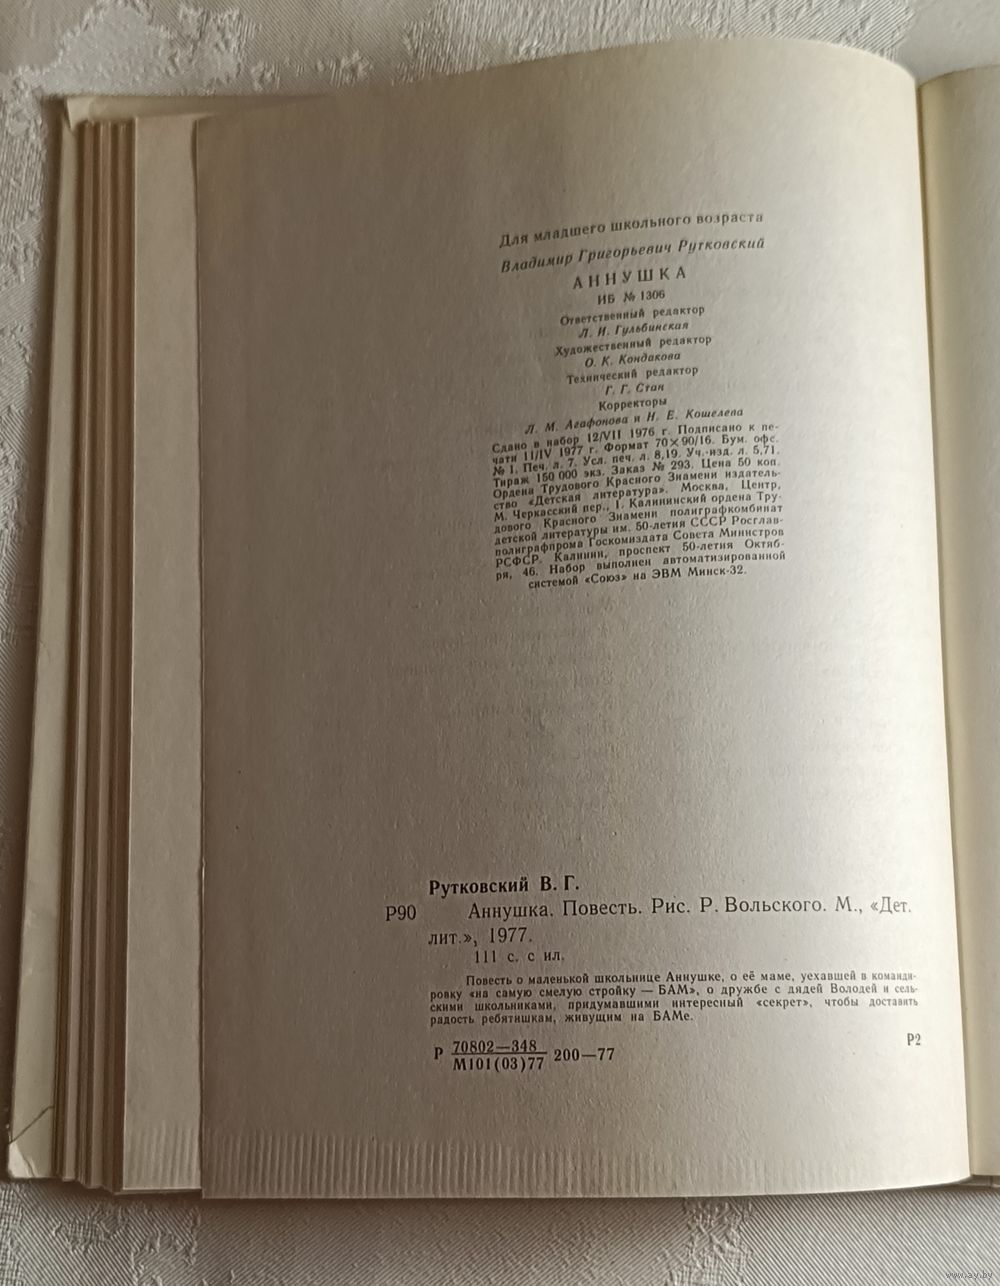 Для младшего школьного возраста
Владимир Григорьевич Рутковский
АННУШКА
ИБ № 1306
Ответственный редактор
Л. И. Гульбинская
Художественный редактор
О. К. Кондакова
Технический редактор
Г. Г. Стан
Корректоры
Л. М. Агафонова и Н. Е. Кошелева
Сдано в набор 12/VII 1976 г. Подписано к пе-
чати 11/IV 1977 г. Формат 70×90/16. Бум. офс.
№ 1. Печ. л. 7. Усл. печ. л. 8,19. Уч.-изд. л. 5,71.
Тираж 150 000 экз. Заказ № 293. Цена 50 коп.
Ордена Трудового Красного Знамени издатель-
ство «Детская литература». Москва, Центр,
М. Черкасский пер., 1. Калининский ордена Тру-
дового Красного Знамени полиграфкомбинат
детской литературы им. 50-летия СССР Росглав-
полиграфпрома Госкомиздата Совета Министров
РСФСР. Калинин, проспект 50-летия Октяб-
ря, 46. Набор выполнен автоматизированной
системой «Союз» на ЭВМ Минск-32.
Рутковский В. Г.
Р90 Аннушка. Повесть. Рис. Р. Вольского. М., «Дет.
лит.», 1977.
111 с. с ил.
Повесть о маленькой школьнице Аннушке, о её маме, уехавшей в команди-
ровку «на самую смелую стройку — БАМ», о дружбе с дядей Володей и сель-
скими школьниками, придумавшими интересный «секрет», чтобы доставить
радость ребятишкам, живущим на БАМе.
Р 70802—348
М101(03)77 200—77
Р2
www.ay.by